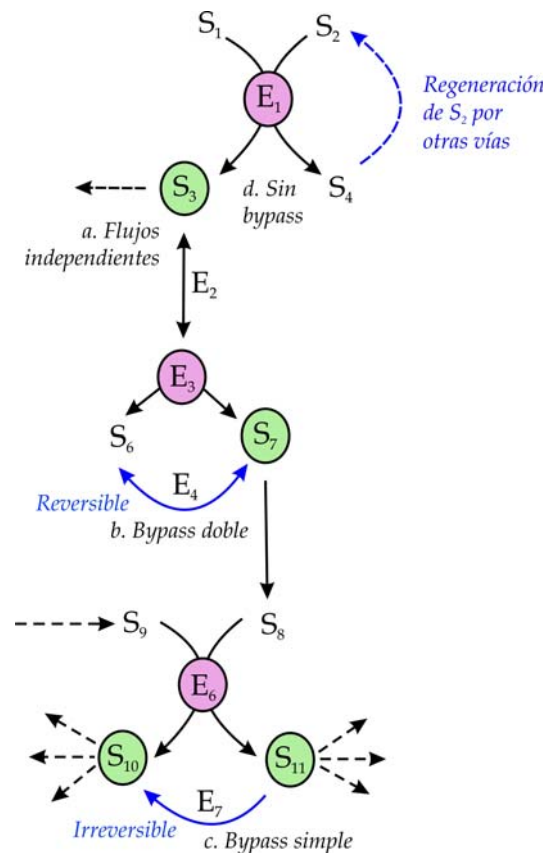 S₁ S₂
E₁
Regeneración
de S₂ por
otras vías
S₃
d. Sin
bypass
S₄
a. Flujos
independientes
E₂
E₃
S₆
S₇
E₄
Reversible
b. Bypass doble
S₉ S₈
E₆
S₁₀
S₁₁
E₇
Irreversible
c. Bypass simple